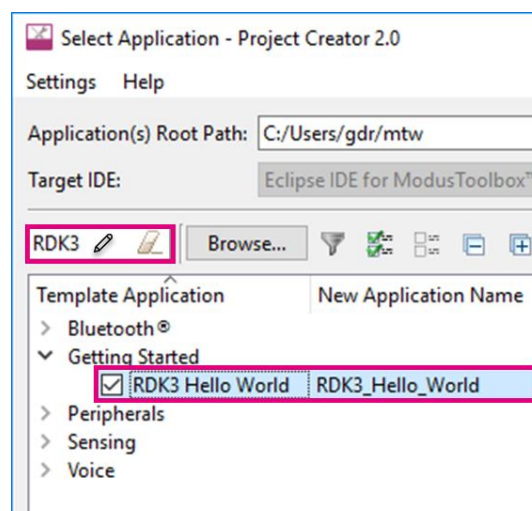 Select Application - Project Creator 2.0
Settings Help
Application(s) Root Path: C:/Users/gdr/mtw
Target IDE: Eclipse IDE for ModusToolbox™
RDK3 Browse...
Template Application New Application Name
Bluetooth®
Getting Started
RDK3 Hello World RDK3_Hello_World
Peripherals
Sensing
Voice